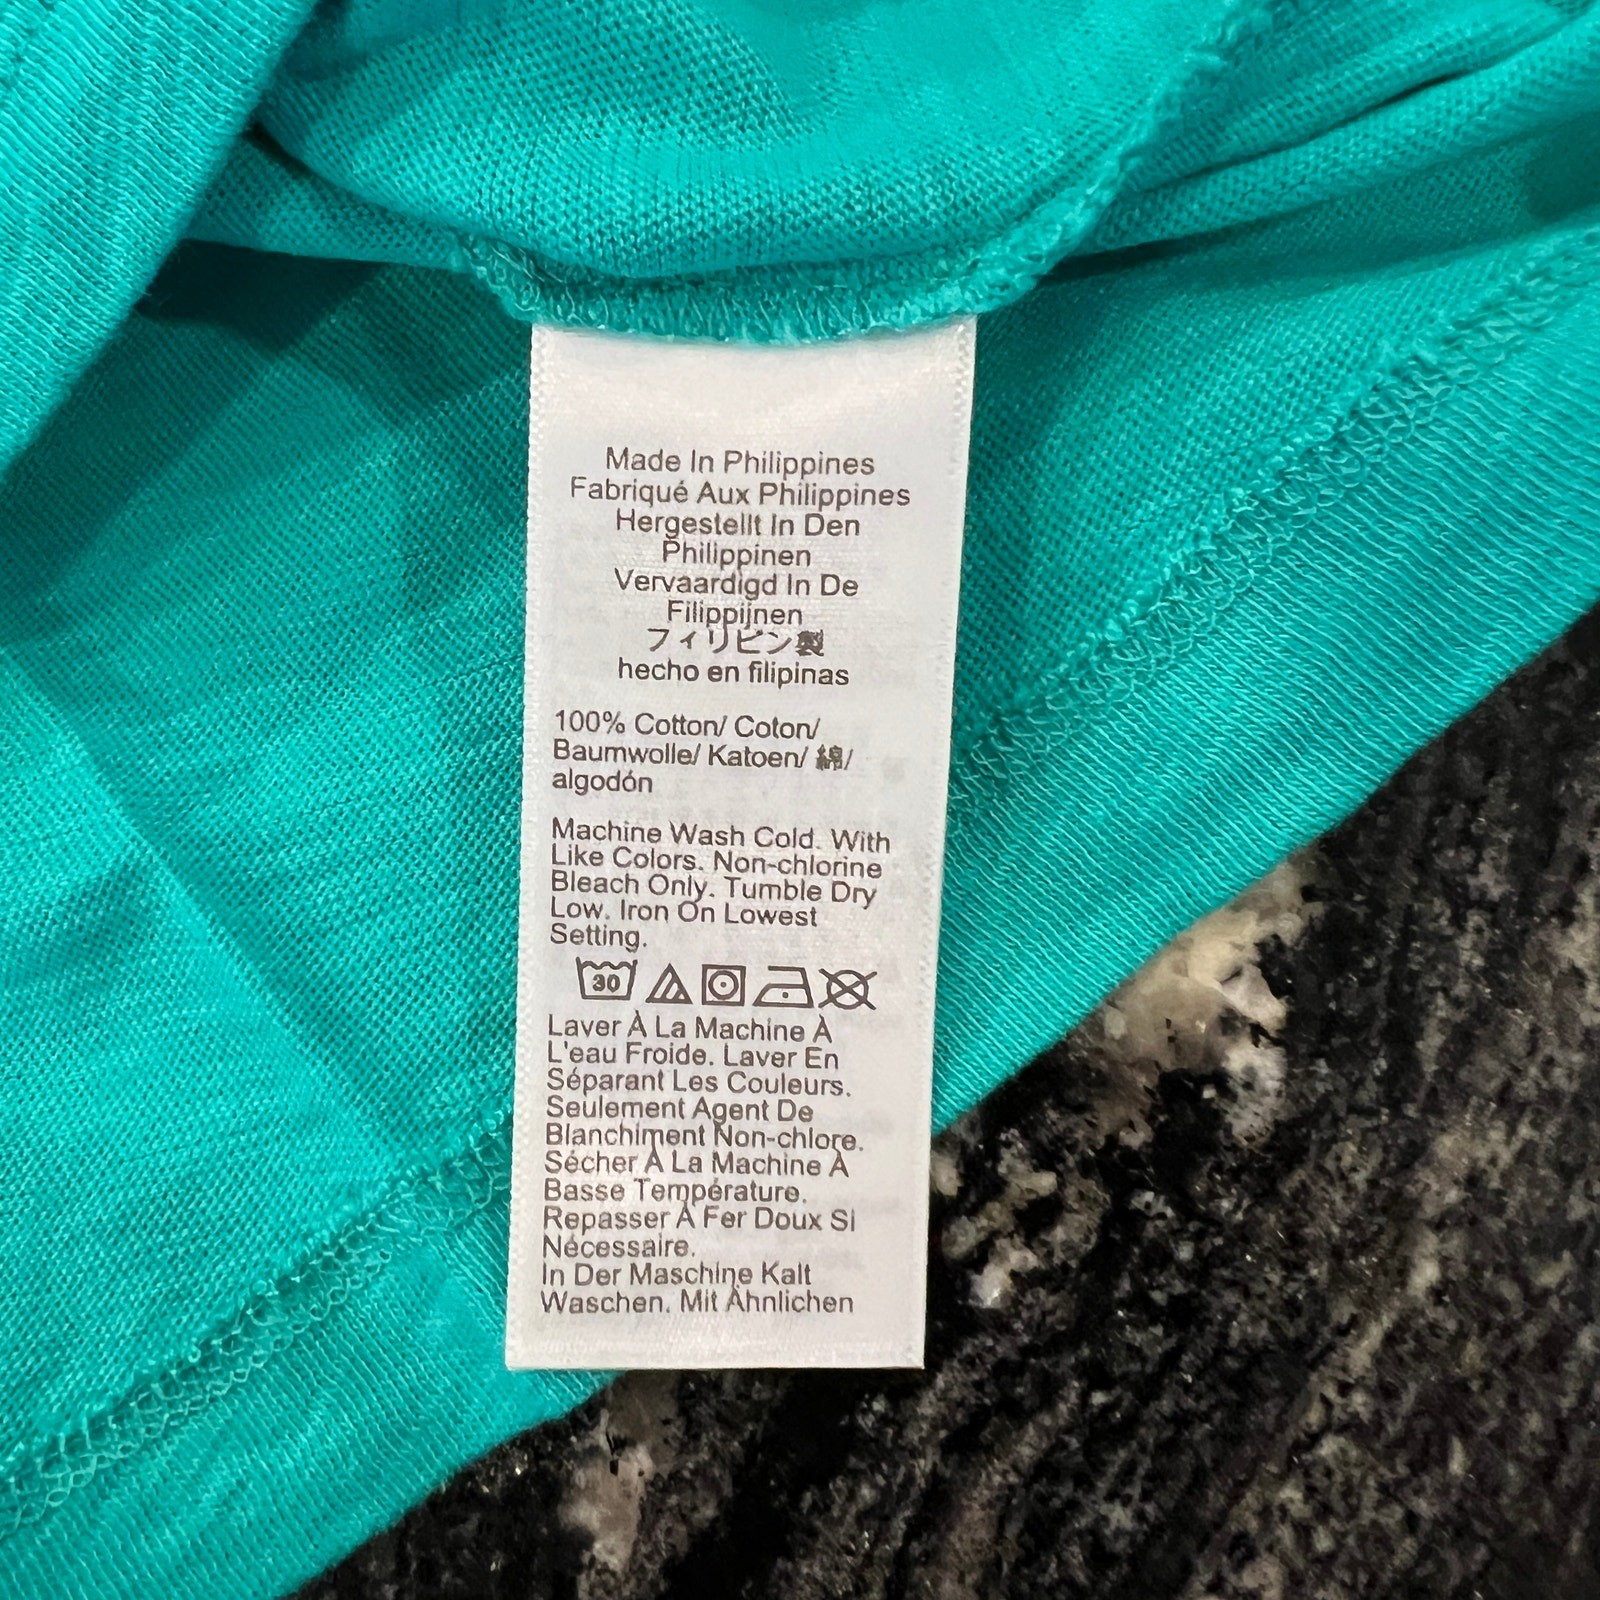 Made In Philippines
Fabriqué Aux Philippines
Hergestellt In Den
Philippinen
Vervaardigd In De
Filippijnen
フィリピン製
hecho en filipinas
100% Cotton/ Coton/
Baumwolle/ Katoen/ 綿/
algodón
Machine Wash Cold. With
Like Colors. Non-chlorine
Bleach Only. Tumble Dry
Low. Iron On Lowest
Setting.
30
Laver À La Machine À
L'eau Froide. Laver En
Séparant Les Couleurs.
Seulement Agent De
Blanchiment Non-chlore.
Sécher À La Machine À
Basse Température.
Repasser À Fer Doux Si
Nécessaire.
In Der Maschine Kalt
Waschen. Mit Ähnlichen